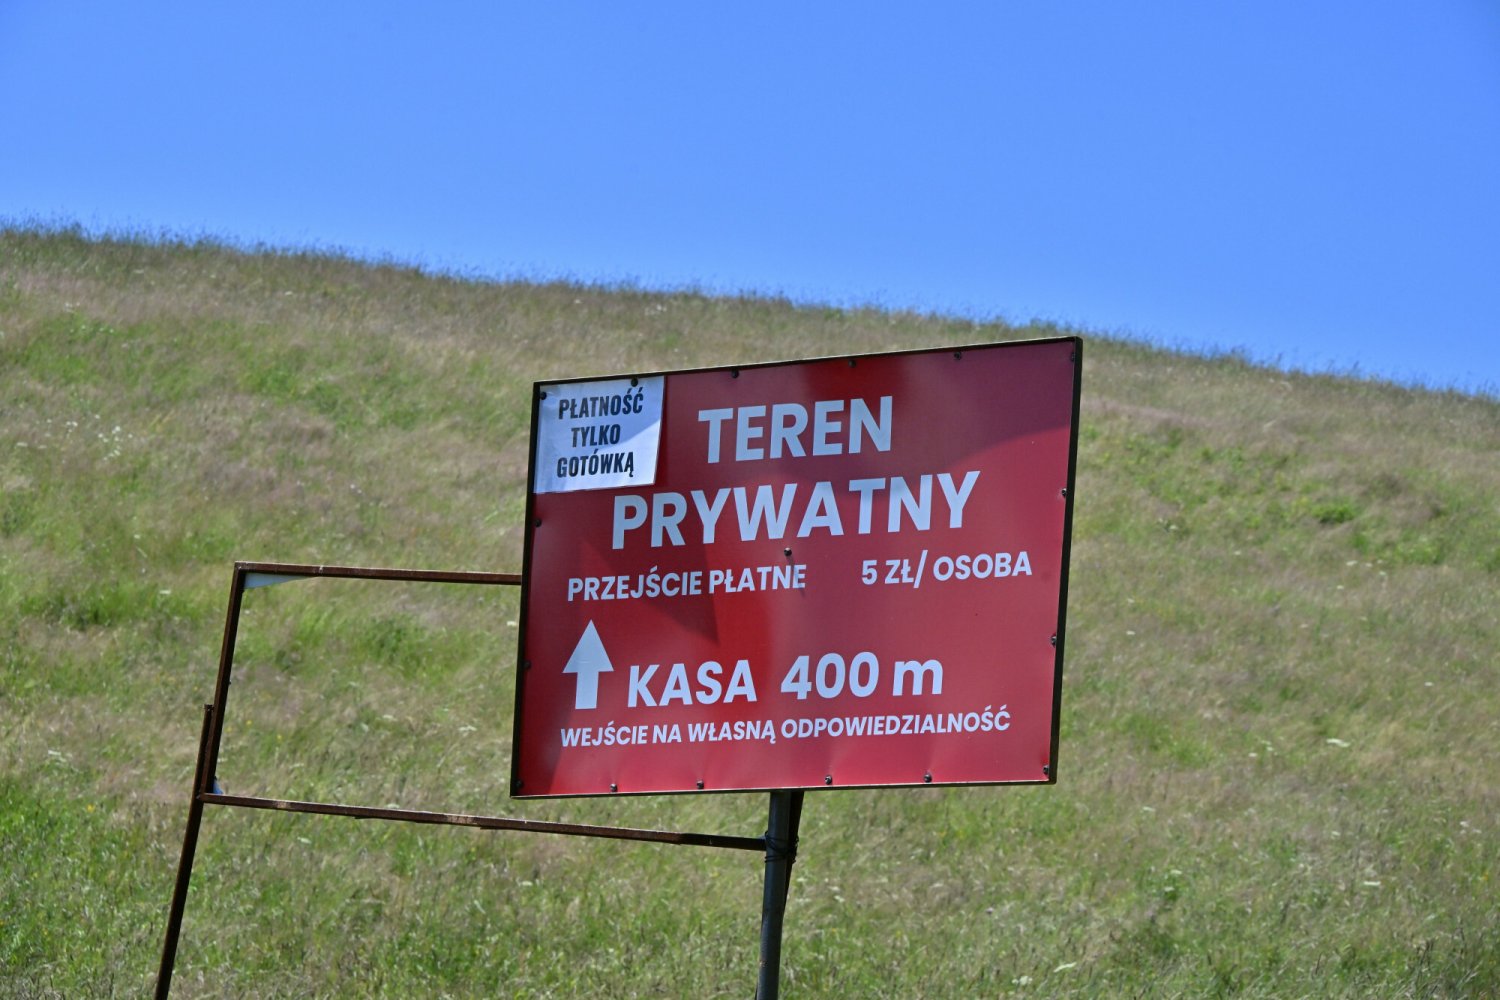 PŁATNOŚĆ
TYLKO
GOTÓWKĄ
TEREN
PRYWATNY
PRZEJŚCIE PŁATNE 5 ZŁ/ OSOBA
KASA 400 m
WEJŚCIE NA WŁASNĄ ODPOWIEDZIALNOŚĆ